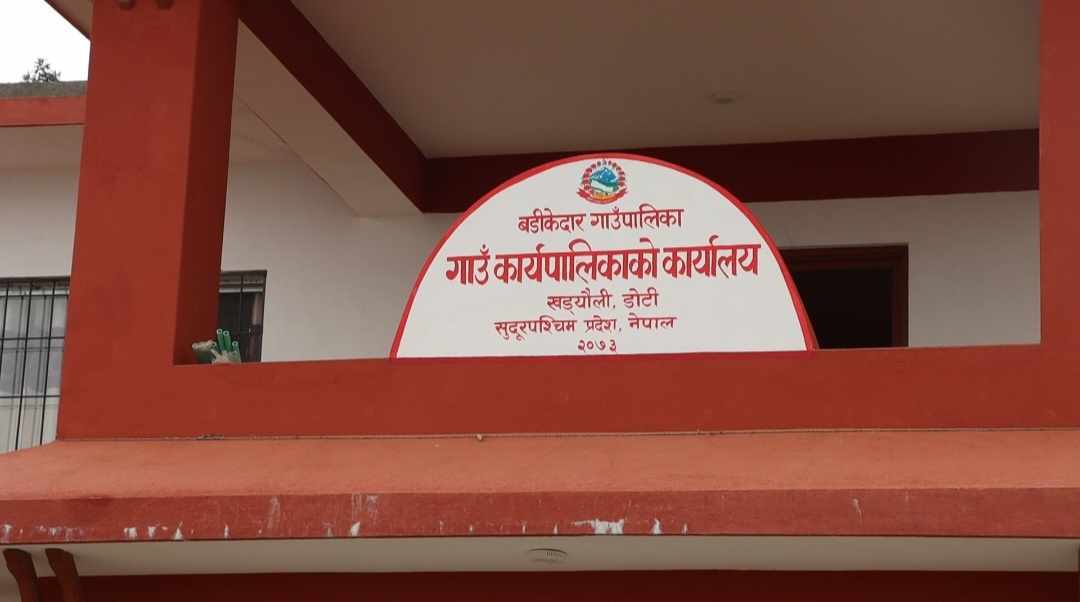 बडीकेदार गाउँपालिका
गाउँ कार्यपालिकाको कार्यालय
खड्यौली, डोटी
सुदूरपश्चिम प्रदेश, नेपाल
२०७३